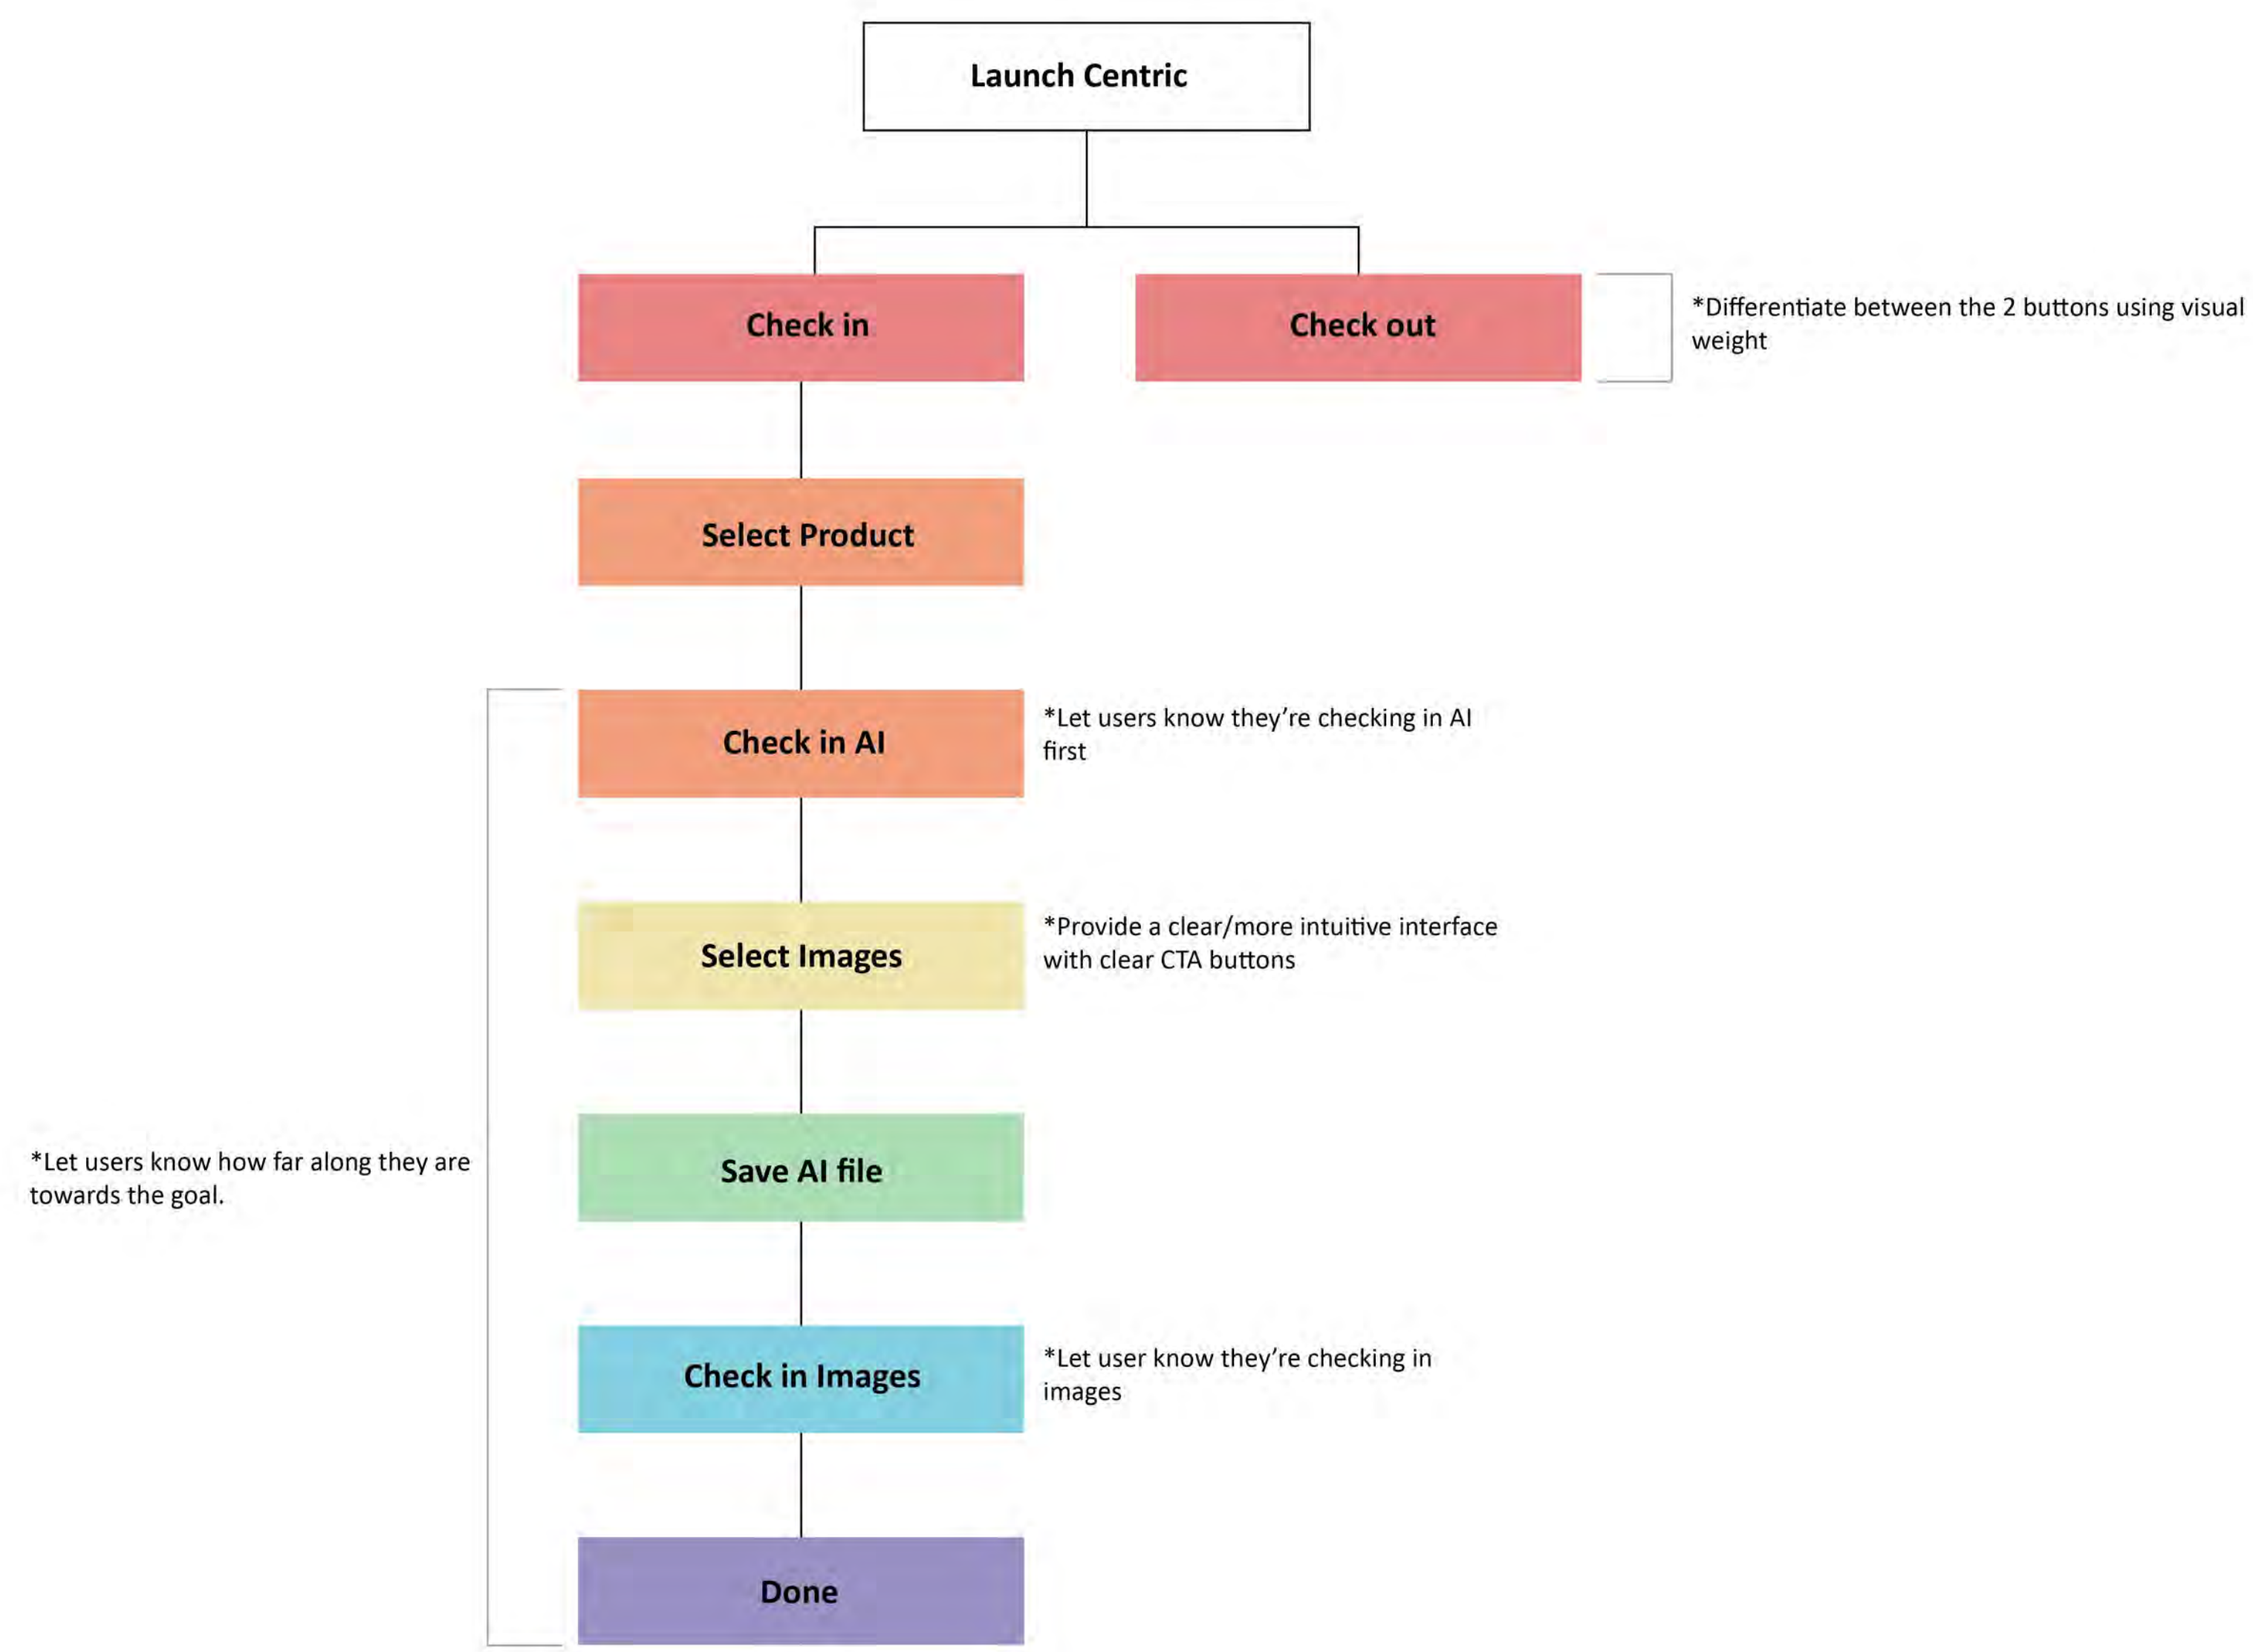 Launch Centric
Check in
Check out
*Differentiate between the 2 buttons using visual
weight
Select Product
Check in AI
*Let users know they’re checking in AI
first
Select Images
*Provide a clear/more intuitive interface
with clear CTA buttons
*Let users know how far along they are
towards the goal.
Save AI file
Check in Images
*Let user know they’re checking in
images
Done